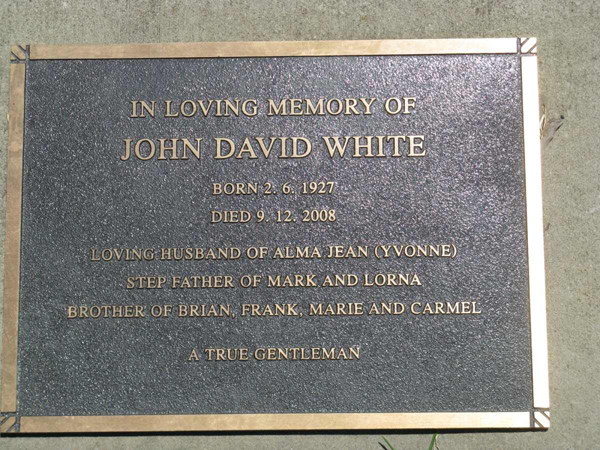 IN LOVING MEMORY OF
JOHN DAVID WHITE
BORN 2. 6. 1927
DIED 9. 12. 2008
LOVING HUSBAND OF ALMA JEAN (YVONNE)
STEP FATHER OF MARK AND LORNA
BROTHER OF BRIAN, FRANK, MARIE AND CARMEL
A TRUE GENTLEMAN